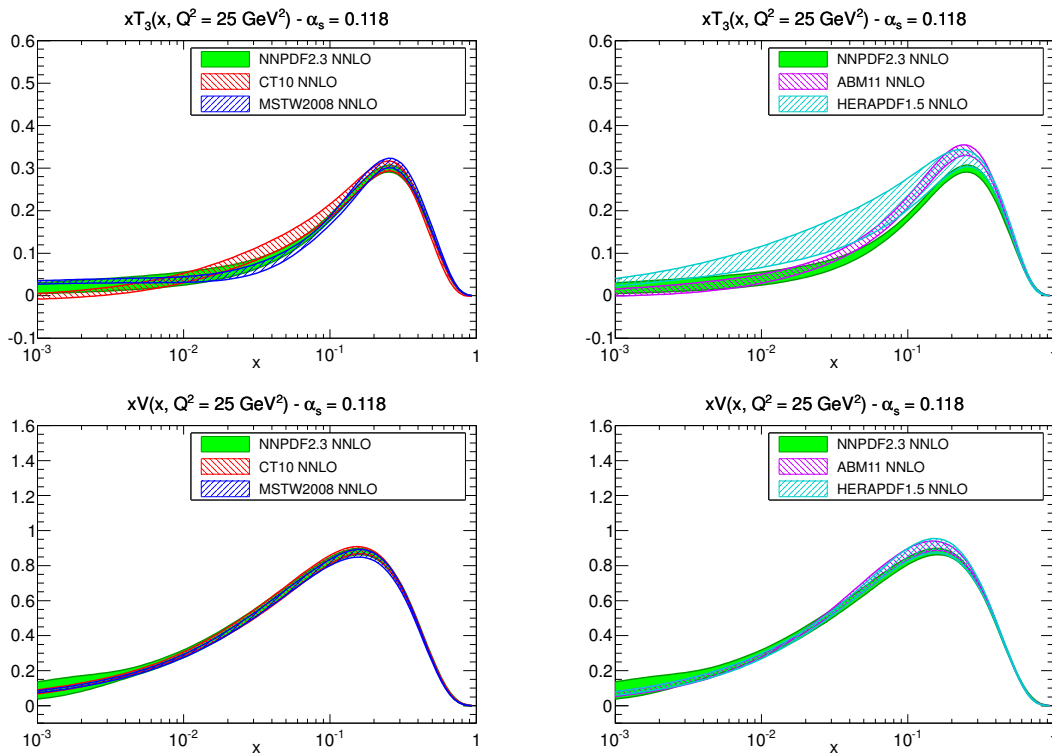 xT₃(x, Q² = 25 GeV²) - αₛ = 0.118
0.6
0.5
0.4
0.3
0.2
0.1
0
-0.1
NNPDF2.3 NNLO
CT10 NNLO
MSTW2008 NNLO
10⁻³
10⁻²
10⁻¹
1
x
xT₃(x, Q² = 25 GeV²) - αₛ = 0.118
0.6
0.5
0.4
0.3
0.2
0.1
0
-0.1
NNPDF2.3 NNLO
ABM11 NNLO
HERAPDF1.5 NNLO
10⁻³
10⁻²
10⁻¹
1
x
xV(x, Q² = 25 GeV²) - αₛ = 0.118
1.6
1.4
1.2
1
0.8
0.6
0.4
0.2
0
NNPDF2.3 NNLO
CT10 NNLO
MSTW2008 NNLO
10⁻³
10⁻²
10⁻¹
1
x
xV(x, Q² = 25 GeV²) - αₛ = 0.118
1.6
1.4
1.2
1
0.8
0.6
0.4
0.2
0
NNPDF2.3 NNLO
ABM11 NNLO
HERAPDF1.5 NNLO
10⁻³
10⁻²
10⁻¹
1
x